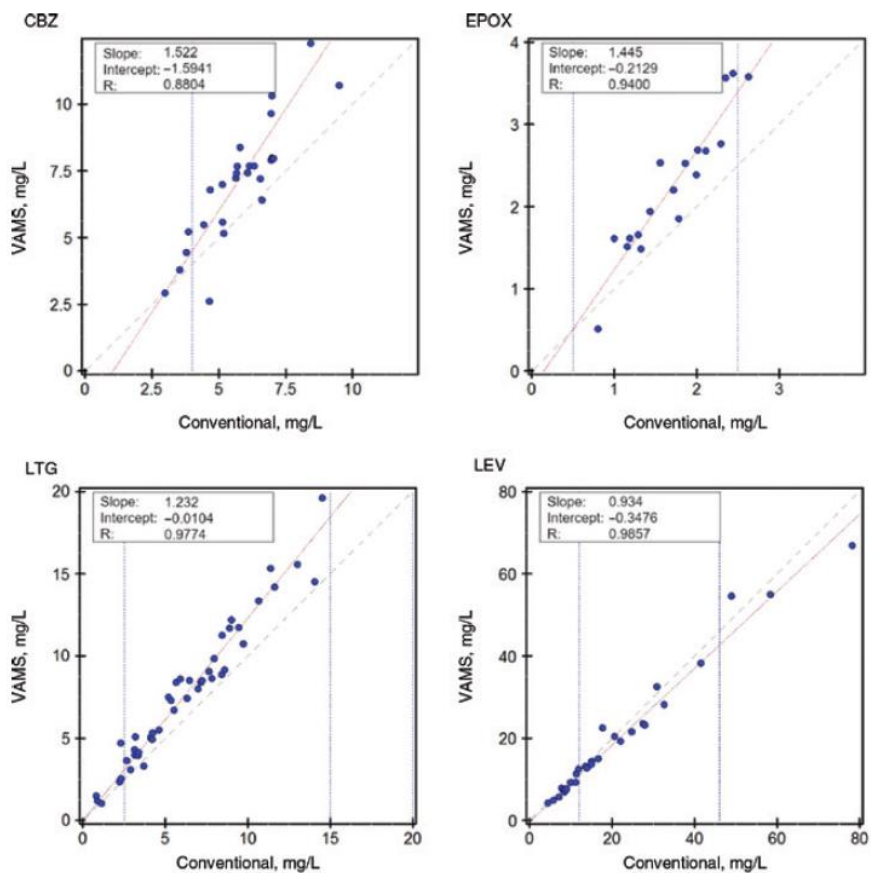 CBZ
Slope: 1.522
Intercept: −1.5941
R: 0.8804
10
7.5
5
2.5
0
0 2.5 5 7.5 10
VAMS, mg/L
Conventional, mg/L
EPOX
Slope: 1.445
Intercept: −0.2129
R: 0.9400
4
3
2
1
0
0 1 2 3
VAMS, mg/L
Conventional, mg/L
LTG
Slope: 1.232
Intercept: −0.0104
R: 0.9774
20
15
10
5
0
0 5 10 15 20
VAMS, mg/L
Conventional, mg/L
LEV
Slope: 0.934
Intercept: −0.3476
R: 0.9857
80
60
40
20
0
0 20 40 60 80
VAMS, mg/L
Conventional, mg/L